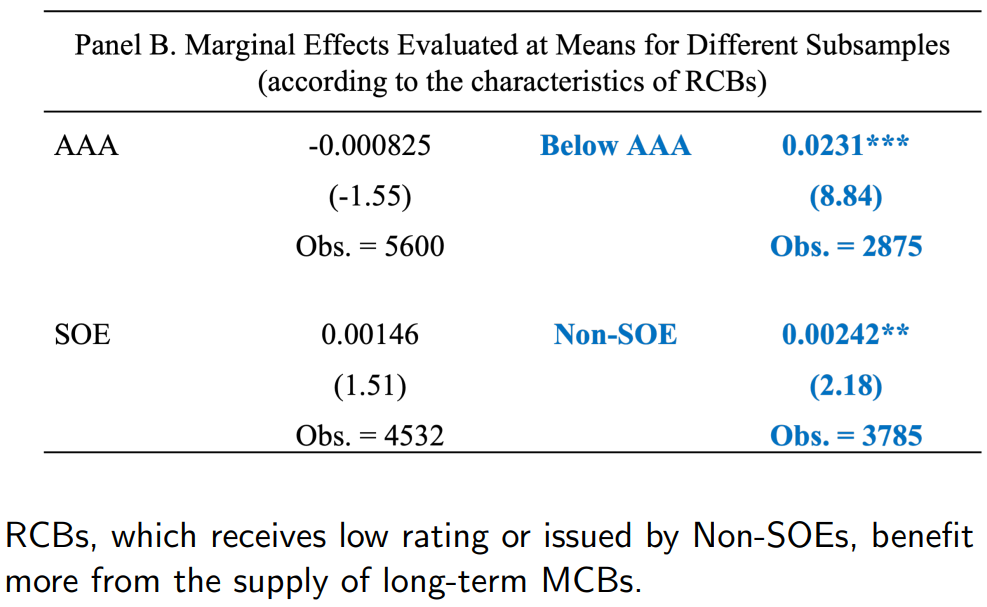 Panel B. Marginal Effects Evaluated at Means for Different Subsamples
(according to the characteristics of RCBs)
AAA -0.000825 Below AAA 0.0231***
(-1.55) (8.84)
Obs. = 5600 Obs. = 2875
SOE 0.00146 Non-SOE 0.00242**
(1.51) (2.18)
Obs. = 4532 Obs. = 3785
RCBs, which receives low rating or issued by Non-SOEs, benefit
more from the supply of long-term MCBs.